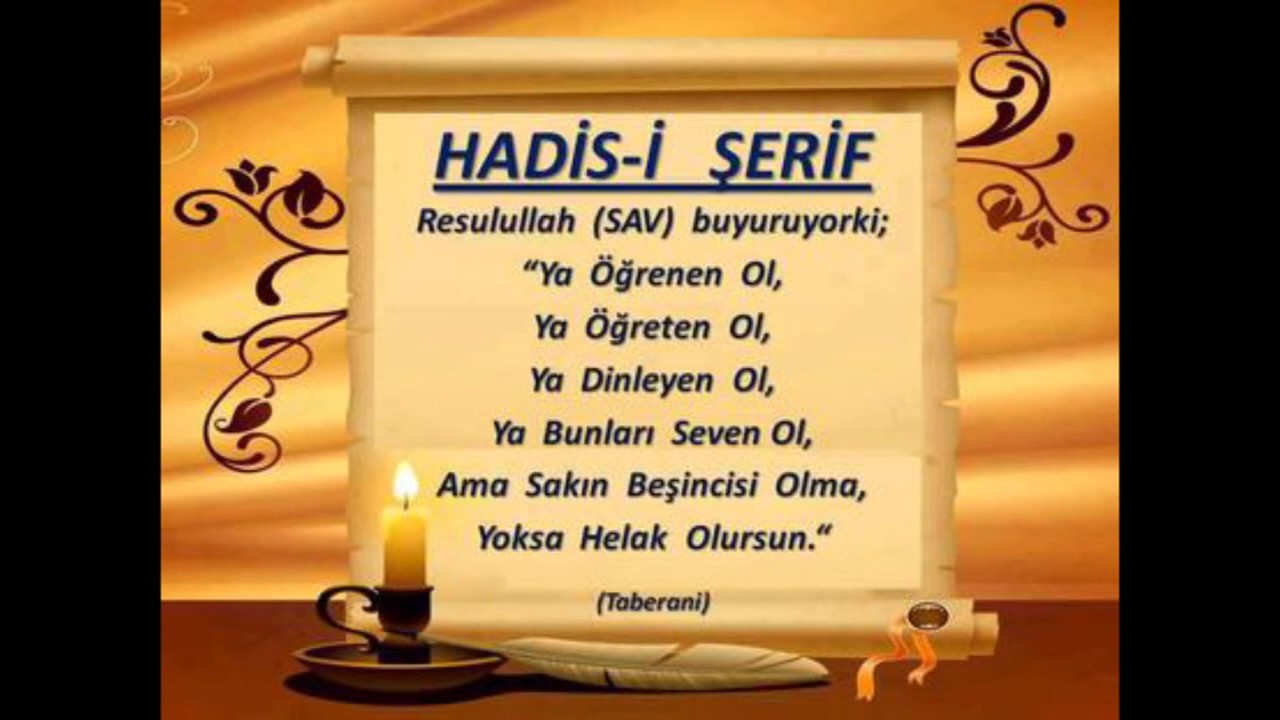 HADİS-İ ŞERİF
Resulullah (SAV) buyuruyorki;
“Ya Öğrenen Ol,
Ya Öğreten Ol,
Ya Dinleyen Ol,
Ya Bunları Seven Ol,
Ama Sakın Beşincisi Olma,
Yoksa Helak Olursun.“
(Taberani)